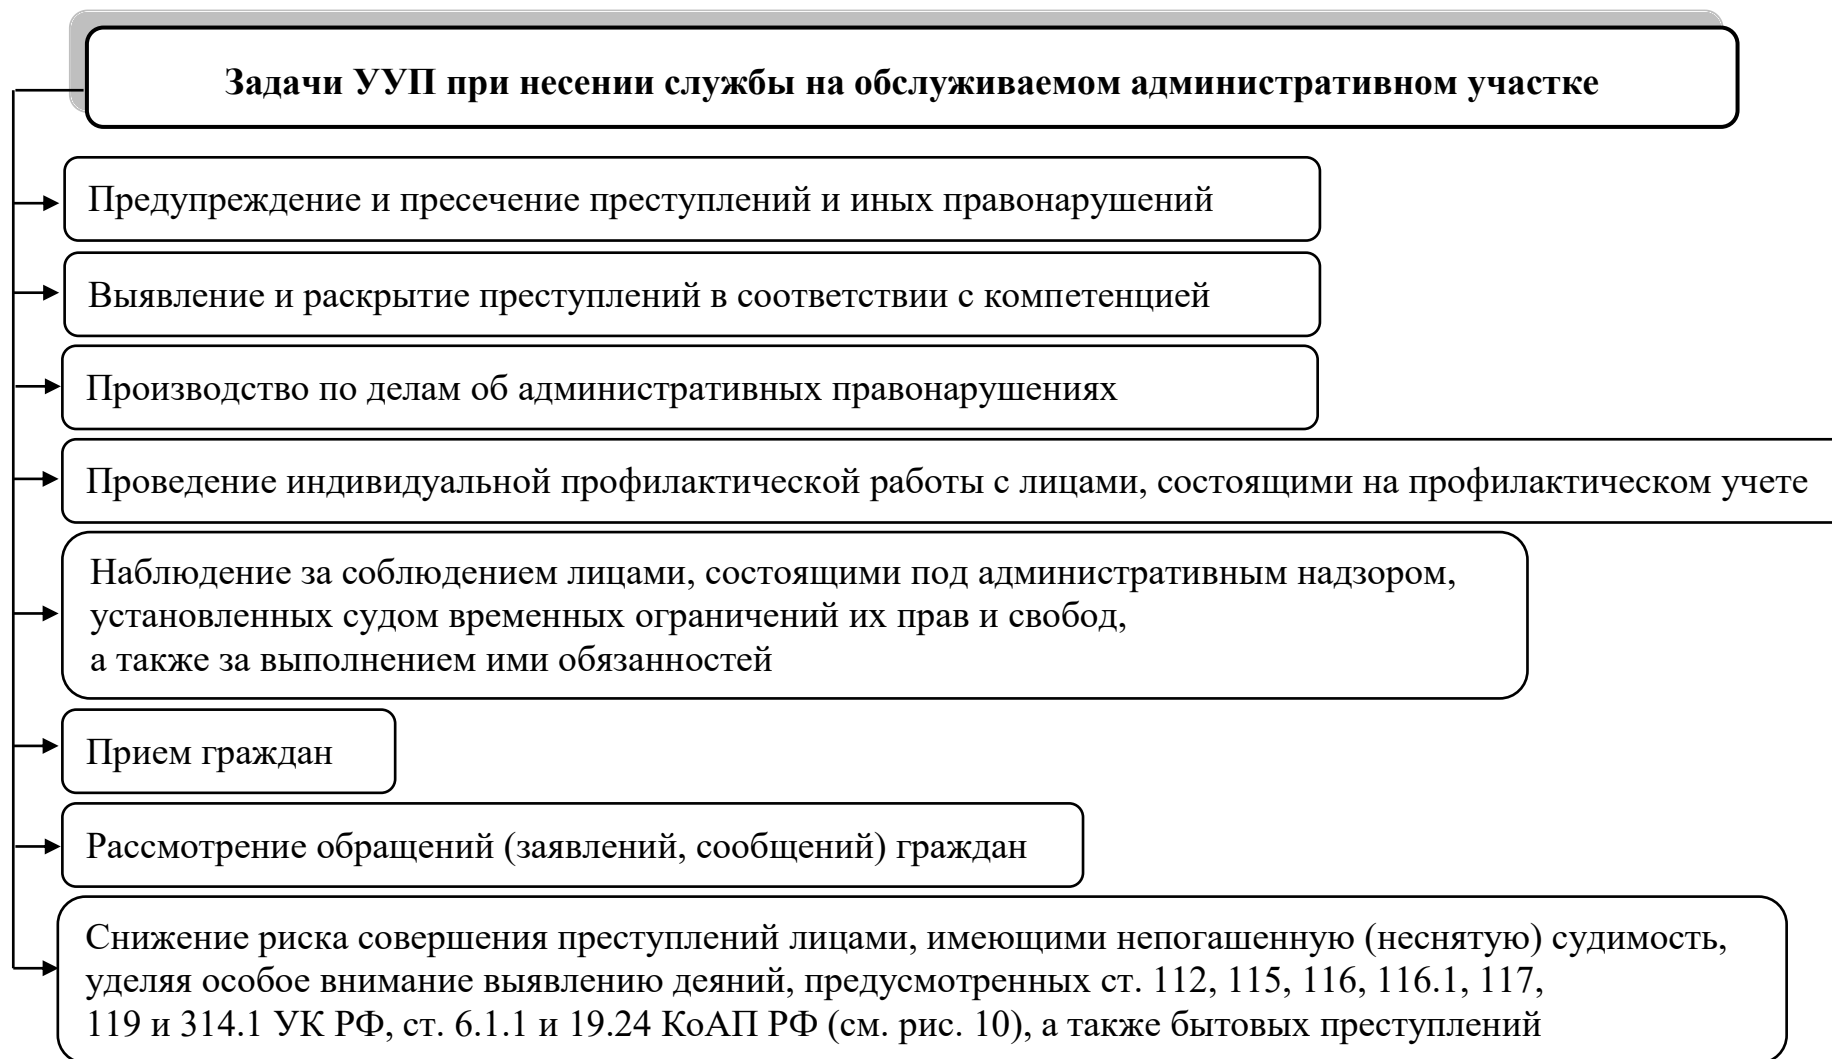 Задачи УУП при несении службы на обслуживаемом административном участке
Предупреждение и пресечение преступлений и иных правонарушений
Выявление и раскрытие преступлений в соответствии с компетенцией
Производство по делам об административных правонарушениях
Проведение индивидуальной профилактической работы с лицами, состоящими на профилактическом учете
Наблюдение за соблюдением лицами, состоящими под административным надзором,
установленных судом временных ограничений их прав и свобод,
а также за выполнением ими обязанностей
Прием граждан
Рассмотрение обращений (заявлений, сообщений) граждан
Снижение риска совершения преступлений лицами, имеющими непогашенную (неснятую) судимость,
уделяя особое внимание выявлению деяний, предусмотренных ст. 112, 115, 116, 116.1, 117,
119 и 314.1 УК РФ, ст. 6.1.1 и 19.24 КоАП РФ (см. рис. 10), а также бытовых преступлений